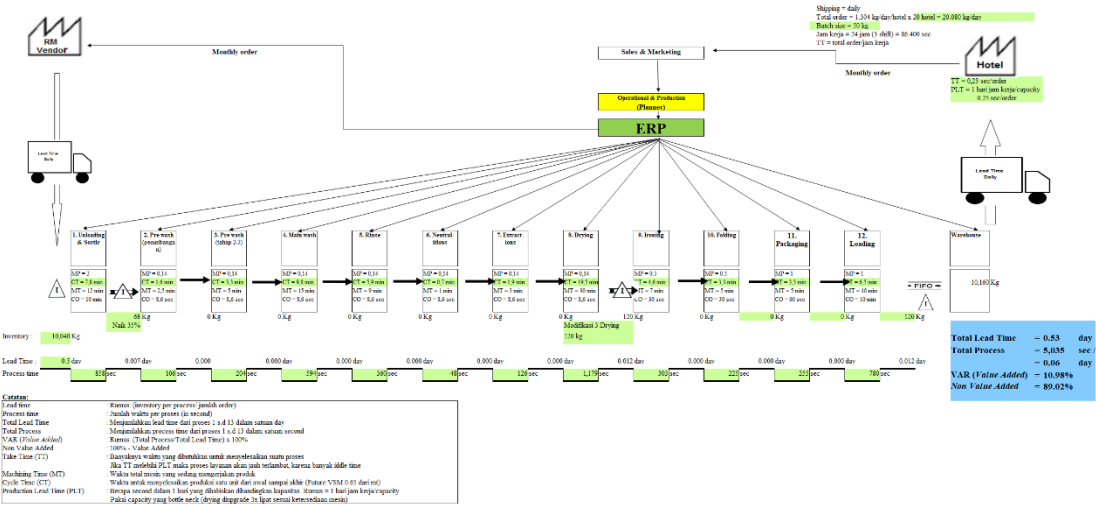 Shipping = daily
Total order = 1.304 kg/day/hotel x 20 hotel = 20.080 kg/day
Batch size = 50 kg
Jam kerja = 24 jam (3 shift) = 86.400 sec
TT = total order/jam kerja
RM
Vendor
Monthly order
Sales & Marketing
Hotel
Monthly order
TT = 0,23 sec/order
PLT = 1 hari jam kerja/capacity
0.25 sec/order
Operational & Production
(Planner)
ERP
Lead Time
Daily
Lead Time
Daily
1. Unloading & Sortir
2. Pre wash (penimbangan)
3. Pre wash (tahap 2-3)
4. Main wash
5. Rinse
6. Neutralitions
7. Extractions
8. Drying
9. Ironing
10. Folding
11. Packaging
12. Loading
Warehouse
MP = 2
CT = 7,8 min
MT = 12 min
CO = 10 min
MP = 0,14
CT = 1,6 min
MT = 2,5 min
CO = 8,6 sec
MP = 0,14
CT = 3,3 min
MT = 5 min
CO = 8,6 sec
MP = 0,14
CT = 9,8 min
MT = 15 min
CO = 8,6 sec
MP = 0,14
CT = 5,9 min
MT = 9 min
CO = 8,6 sec
MP = 0,14
CT = 0,7 min
MT = 1 min
CO = 8,6 sec
MP = 0,14
CT = 1,9 min
MT = 3 min
CO = 8,6 sec
MP = 0,14
CT = 19,5 min
MT = 30 min
CO = 8,6 sec
MP = 0.5
CT = 4,6 min
MT = 7 min
CO = 30 sec
MP = 0.5
CT = 3,3 min
MT = 5 min
CO = 30 sec
MP = 1
CT = 3,3 min
MT = 5 min
CO = 60 sec
MP = 1
CT = 6,5 min
MT = 10 min
CO = 10 min
10,160 Kg
I
I
I
FIFO
I
68 Kg
0 Kg
0 Kg
0 Kg
0 Kg
0 Kg
0 Kg
120 Kg
0 Kg
0 Kg
0 Kg
120 Kg
Naik 35%
Modifikasi 3 Drying
120 kg
Inventory : 10,040 Kg
Lead Time : 0.5 day 0.007 day 0.000 0.000 day 0.000 day 0.000 day 0.000 day 0.000 day 0.012 day 0.000 day 0.000 day 0.000 day 0.012 day
Process time 858 sec 106 sec 204 sec 594 sec 360 sec 48 sec 126 sec 1,179 sec 303 sec 225 sec 255 sec 780 sec
Total Lead Time = 0.53 day
Total Process = 5,035 sec /
= 0.06 day
VAR (Value Added) = 10.98%
Non Value Added = 89.02%
Catatan:
Lead time : Rumus: (inventory per process/ jumlah order)
Process time : Jumlah waktu per proses (in second)
Total Lead Time : Menjumlahkan lead time dari proses 1 s.d 13 dalam satuan day
Total Process : Menjumlahkan process time dari proses 1 s.d 13 dalam satuan second
VAR (Value Added) : Rumus: (Total Process/Total Lead Time) x 100%
Non Value Added : 100% - Value Added
Take Time (TT) : Banyaknya waktu yang dibutuhkan untuk menyelesaikan suatu proses
Jika TT melebihi PLT maka proses layanan akan jauh terlambat, karena banyak iddle time
Machining Time (MT) : Waktu total mesin yang sedang mengerjakan produk
Cycle Time (CT) : Waktu untuk menyelesaikan produksi satu unit dari awal sampai akhir (Future VSM 0.65 dari mt)
Production Lead Time (PLT) : Berapa second dalam 1 hari yang dihabiskan dibandingkan kapasitas. Rumus = 1 hari jam kerja/capacity
Pakai capacity yang bottle neck (drying diupgrade 3x lipat sesuai ketersediaan mesin)